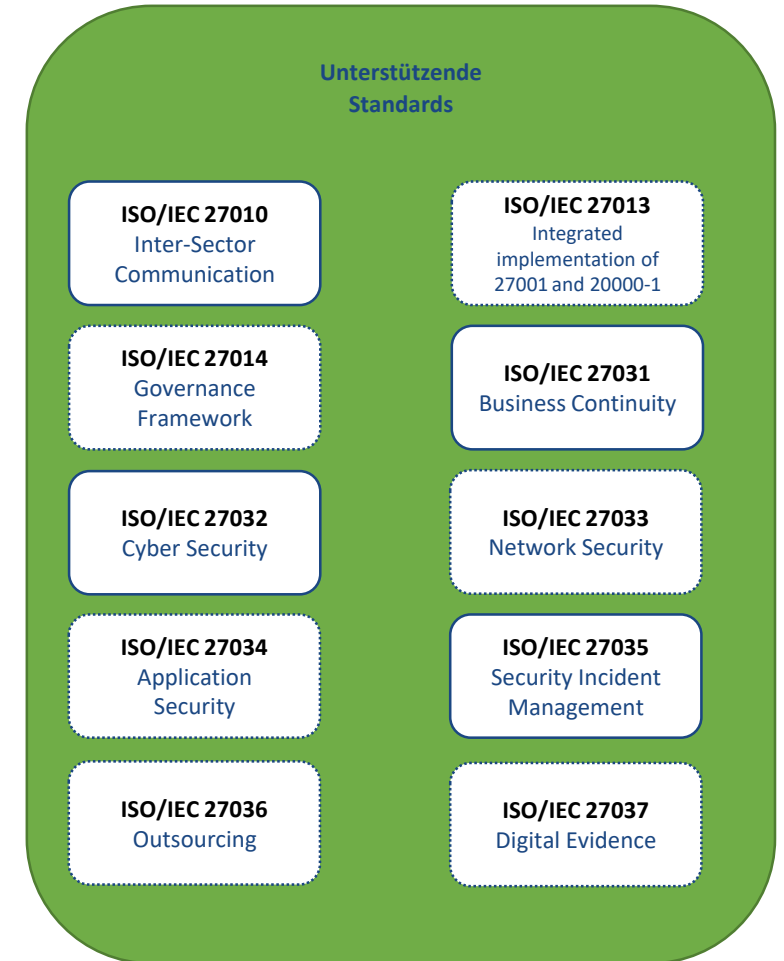 Unterstützende
Standards
ISO/IEC 27010
Inter-Sector
Communication
ISO/IEC 27013
Integrated
implementation of
27001 and 20000-1
ISO/IEC 27014
Governance
Framework
ISO/IEC 27031
Business Continuity
ISO/IEC 27032
Cyber Security
ISO/IEC 27033
Network Security
ISO/IEC 27034
Application
Security
ISO/IEC 27035
Security Incident
Management
ISO/IEC 27036
Outsourcing
ISO/IEC 27037
Digital Evidence